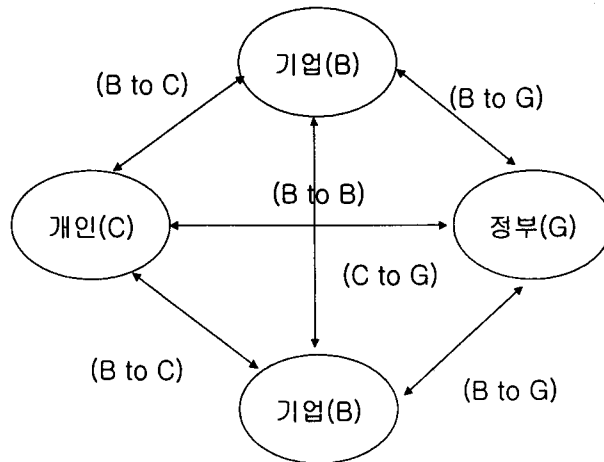 기업(B)
(B to C)
(B to G)
(B to B)
개인(C)
정부(G)
(C to G)
(B to C)
기업(B)
(B to G)